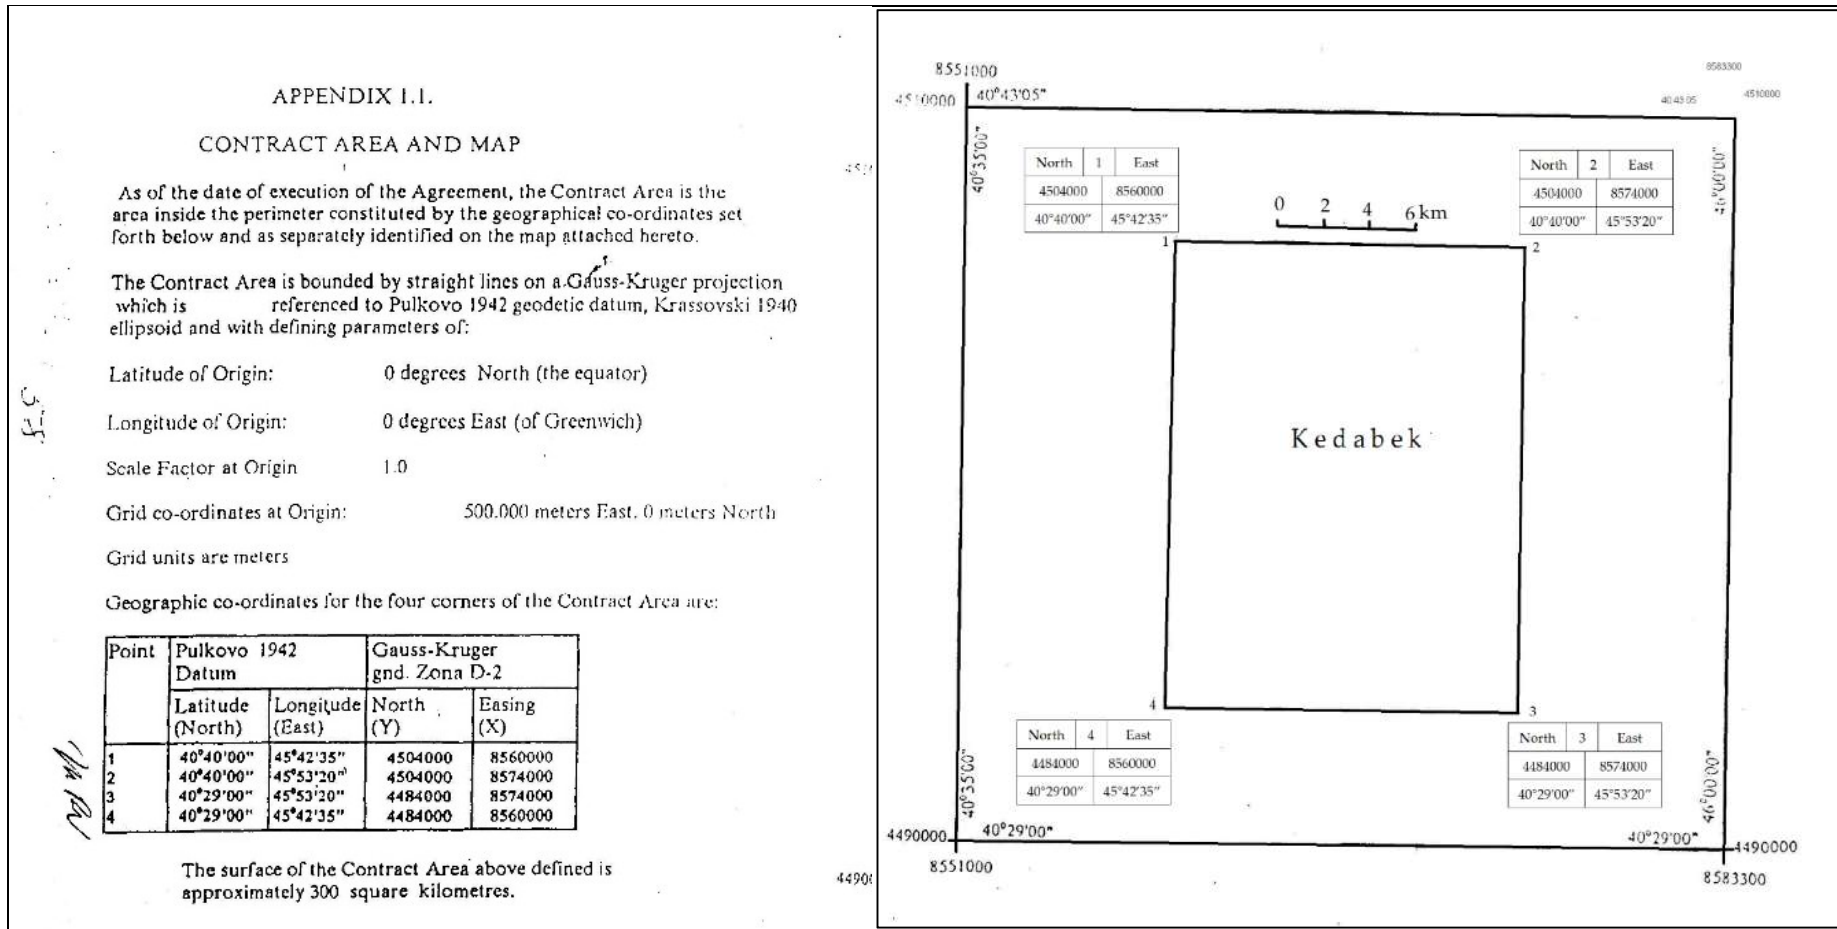 APPENDIX 1.1.
CONTRACT AREA AND MAP
As of the date of execution of the Agreement, the Contract Area is the
area inside the perimeter constituted by the geographical co-ordinates set
forth below and as separately identified on the map attached hereto.
The Contract Area is bounded by straight lines on a Gauss-Kruger projection
which is referenced to Pulkovo 1942 geodetic datum, Krassovski 1940
ellipsoid and with defining parameters of:
Latitude of Origin: 0 degrees North (the equator)
Longitude of Origin: 0 degrees East (of Greenwich)
Scale Factor at Origin 1.0
Grid co-ordinates at Origin: 500.000 meters East. 0 meters North
Grid units are meters
Geographic co-ordinates for the four corners of the Contract Area are:
Point Pulkovo 1942 Gauss-Kruger
Datum gnd. Zona D-2
Latitude Longitude North Easing
(North) (East) (Y) (X)
1 40°40'00" 45°42'35" 4504000 8560000
2 40°40'00" 45°53'20" 4504000 8574000
3 40°29'00" 45°53'20" 4484000 8574000
4 40°29'00" 45°42'35" 4484000 8560000
The surface of the Contract Area above defined is
approximately 300 square kilometres.
4490
8551000
8583300
4510000 40°43'05"
40 43 05 4510000
40°35'00"
46°00'00"
North 1 East
4504000 8560000
40°40'00" 45°42'35"
North 2 East
4504000 8574000
40°40'00" 45°53'20"
0 2 4 6 km
1
2
Kedabek
4
3
North 4 East
4484000 8560000
40°29'00" 45°42'35"
North 3 East
4484000 8574000
40°29'00" 45°53'20"
40°35'00"
46°00'00"
4490000 40°29'00"
40°29'00" 4490000
8551000
8583300